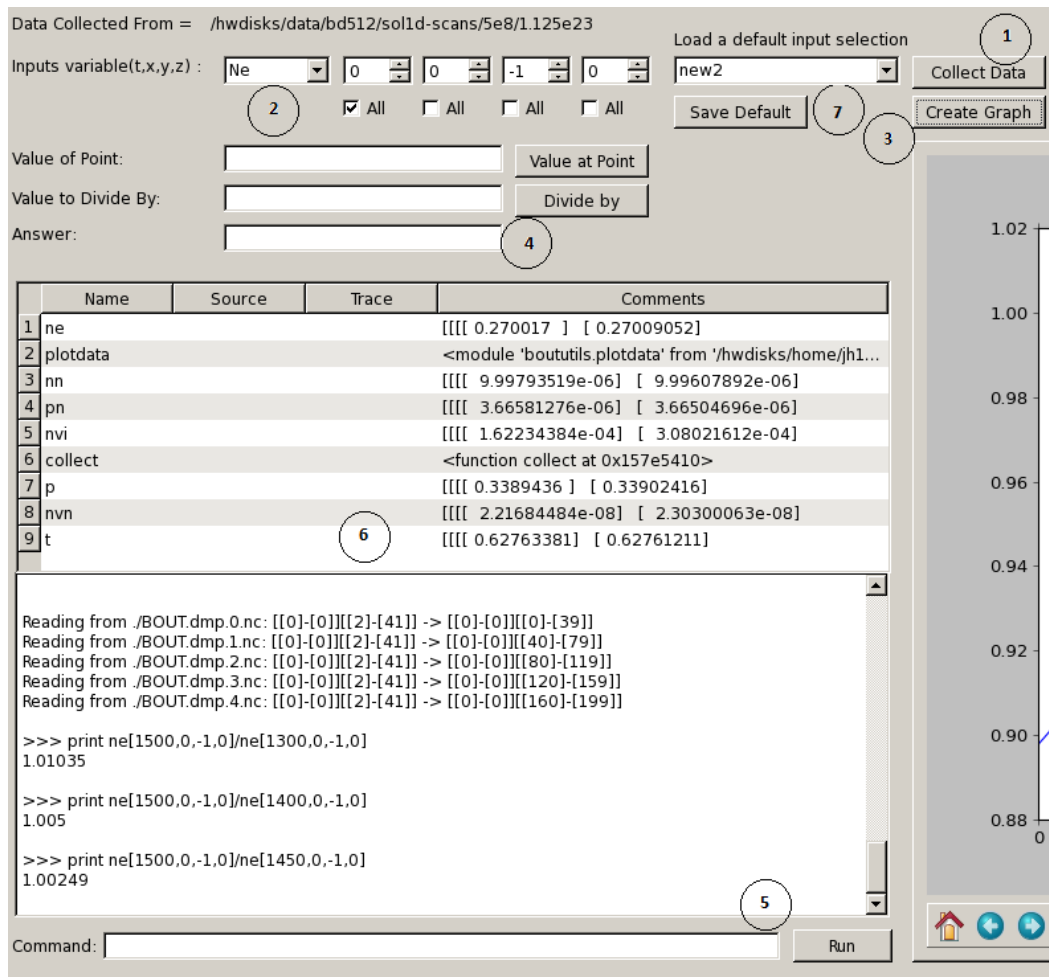 Data Collected From = /hwdisks/data/bd512/sol1d-scans/5e8/1.125e23
Load a default input selection
1
Inputs variable(t,x,y,z) : Ne 0 0 -1 0 new2 Collect Data
2 All All All All Save Default 7 Create Graph
3
Value of Point: Value at Point
Value to Divide By: Divide by
Answer: 4
Name Source Trace Comments
1 ne [[[[ 0.270017 ] [ 0.27009052]
2 plotdata <module 'boututils.plotdata' from '/hwdisks/home/jh1...
3 nn [[[[ 9.99793519e-06] [ 9.99607892e-06]
4 pn [[[[ 3.66581276e-06] [ 3.66504696e-06]
5 nvi [[[[ 1.62234384e-04] [ 3.08021612e-04]
6 collect <function collect at 0x157e5410>
7 p [[[[ 0.3389436 ] [ 0.33902416]
8 nvn [[[[ 2.21684484e-08] [ 2.30300063e-08]
9 t [[[[ 0.62763381] [ 0.62761211]
6
Reading from ./BOUT.dmp.0.nc: [[0]-[0]][[2]-[41]] -> [[0]-[0]][[0]-[39]]
Reading from ./BOUT.dmp.1.nc: [[0]-[0]][[2]-[41]] -> [[0]-[0]][[40]-[79]]
Reading from ./BOUT.dmp.2.nc: [[0]-[0]][[2]-[41]] -> [[0]-[0]][[80]-[119]]
Reading from ./BOUT.dmp.3.nc: [[0]-[0]][[2]-[41]] -> [[0]-[0]][[120]-[159]]
Reading from ./BOUT.dmp.4.nc: [[0]-[0]][[2]-[41]] -> [[0]-[0]][[160]-[199]]
>>> print ne[1500,0,-1,0]/ne[1300,0,-1,0]
1.01035
>>> print ne[1500,0,-1,0]/ne[1400,0,-1,0]
1.005
>>> print ne[1500,0,-1,0]/ne[1450,0,-1,0]
1.00249
5
Command: Run
1.02
1.00
0.98
0.96
0.94
0.92
0.90
0.88
0